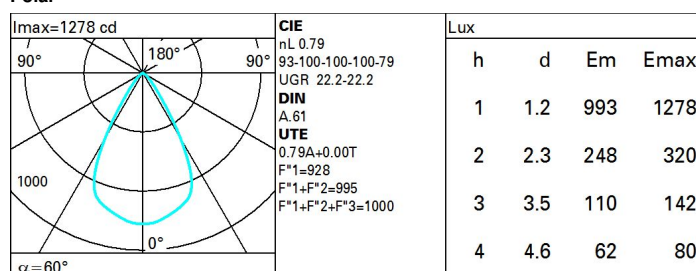 Imax=1278 cd
90°
180°
90°
1000
0°
α=60°
CIE
nL 0.79
93-100-100-100-79
UGR 22.2-22.2
DIN
A.61
UTE
0.79A+0.00T
F"1=928
F"1+F"2=995
F"1+F"2+F"3=1000
Lux
h d Em Emax
1 1.2 993 1278
2 2.3 248 320
3 3.5 110 142
4 4.6 62 80